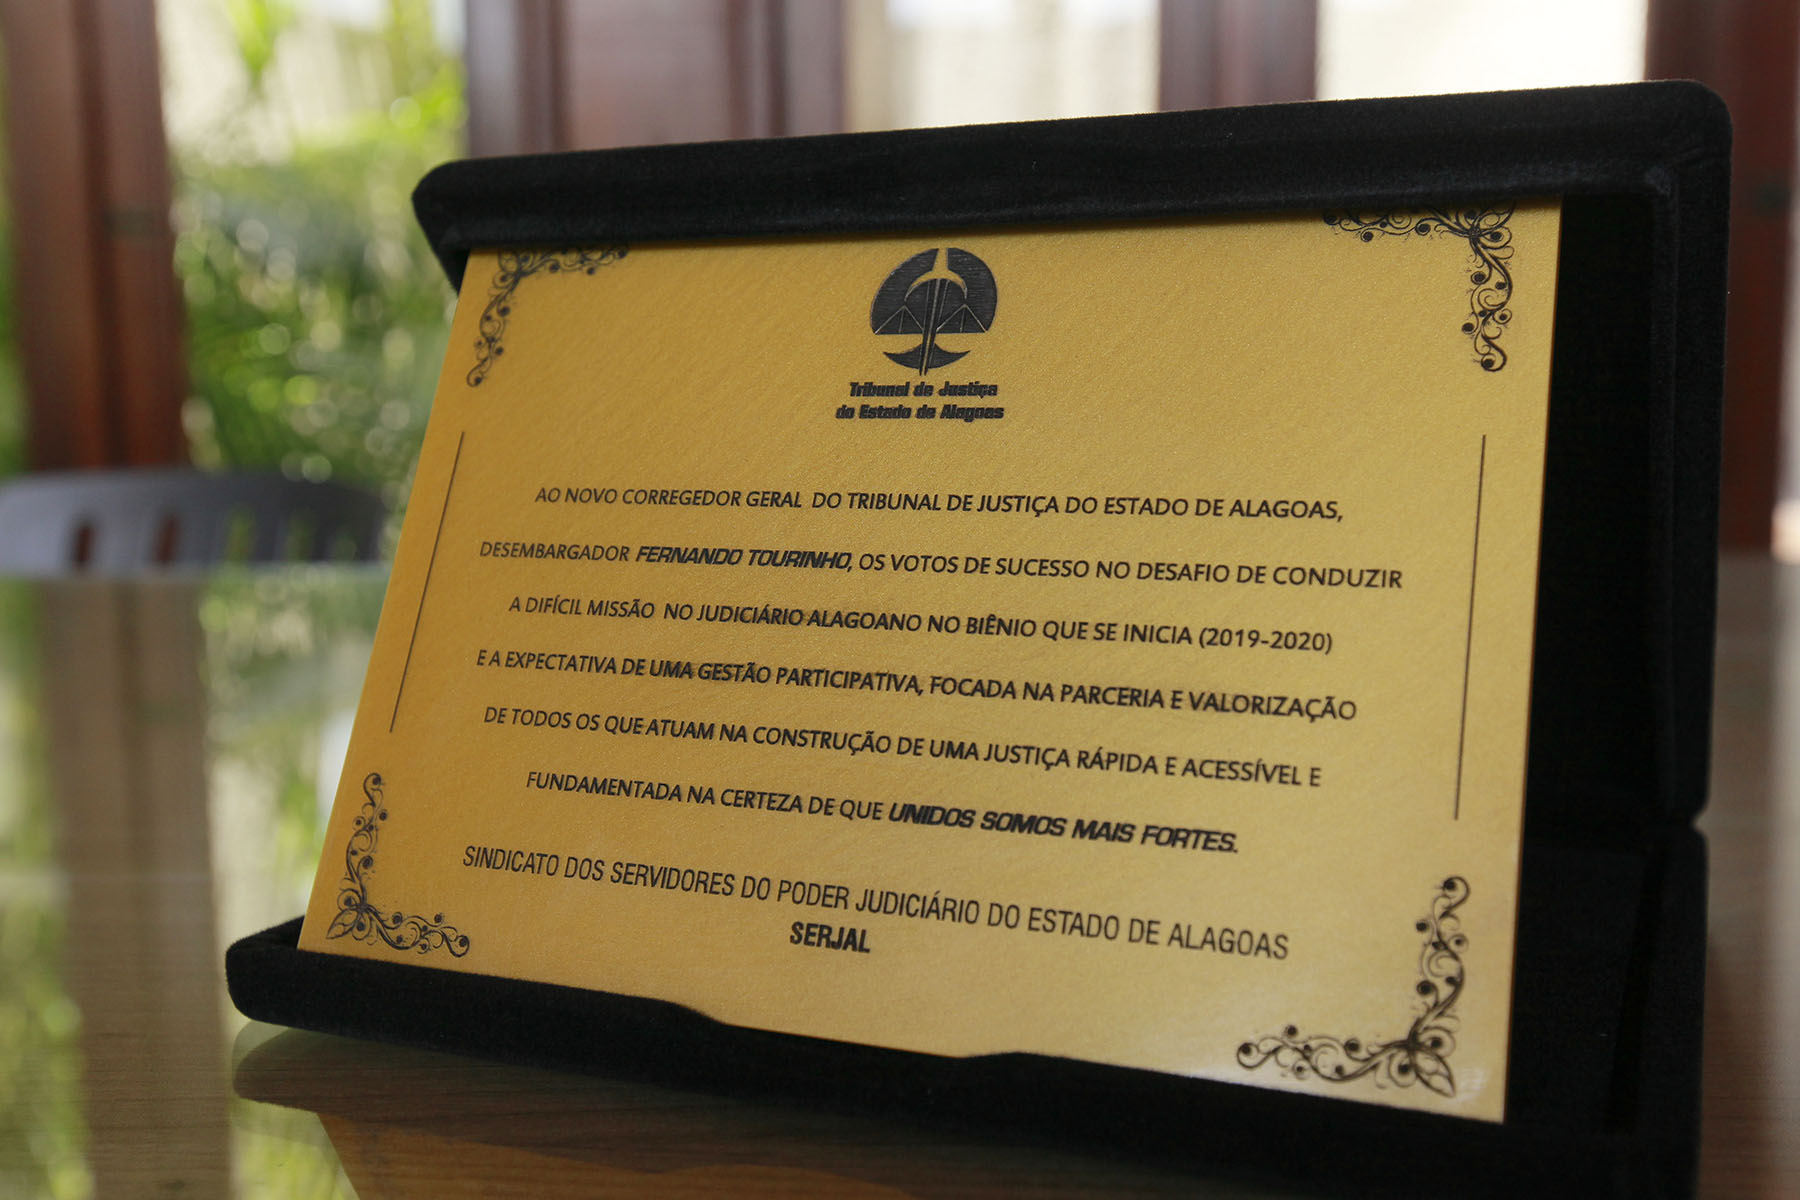 Tribunal de Justiça
do Estado de Alagoas
AO NOVO CORREGEDOR GERAL DO TRIBUNAL DE JUSTIÇA DO ESTADO DE ALAGOAS,
DESEMBARGADOR FERNANDO TOURINHO, OS VOTOS DE SUCESSO NO DESAFIO DE CONDUZIR
A DIFÍCIL MISSÃO NO JUDICIÁRIO ALAGOANO NO BIÊNIO QUE SE INICIA (2019-2020)
E A EXPECTATIVA DE UMA GESTÃO PARTICIPATIVA, FOCADA NA PARCERIA E VALORIZAÇÃO
DE TODOS OS QUE ATUAM NA CONSTRUÇÃO DE UMA JUSTIÇA RÁPIDA E ACESSÍVEL E
FUNDAMENTADA NA CERTEZA DE QUE UNIDOS SOMOS MAIS FORTES.
SINDICATO DOS SERVIDORES DO PODER JUDICIÁRIO DO ESTADO DE ALAGOAS
SERJAL